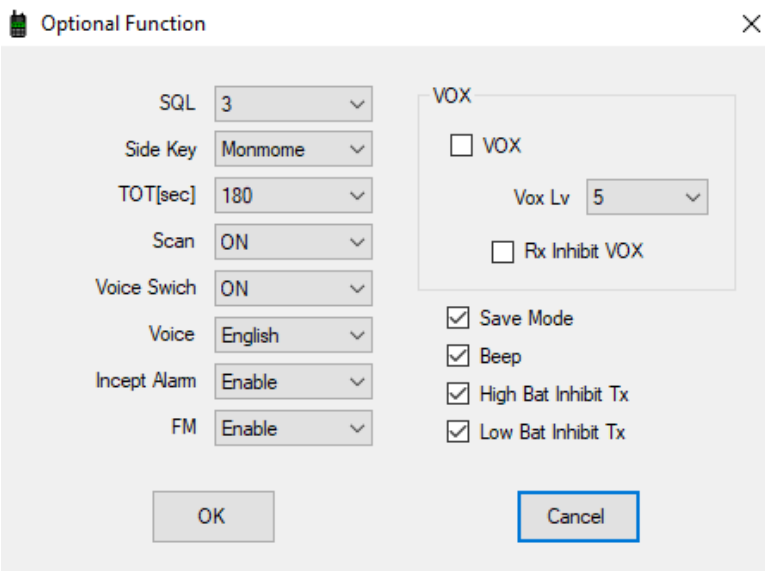 Optional Function
SQL 3
Side Key Monmome
TOT[sec] 180
Scan ON
Voice Swich ON
Voice English
Incept Alarm Enable
FM Enable
VOX
VOX
Vox Lv 5
Rx Inhibit VOX
Save Mode
Beep
High Bat Inhibit Tx
Low Bat Inhibit Tx
OK
Cancel